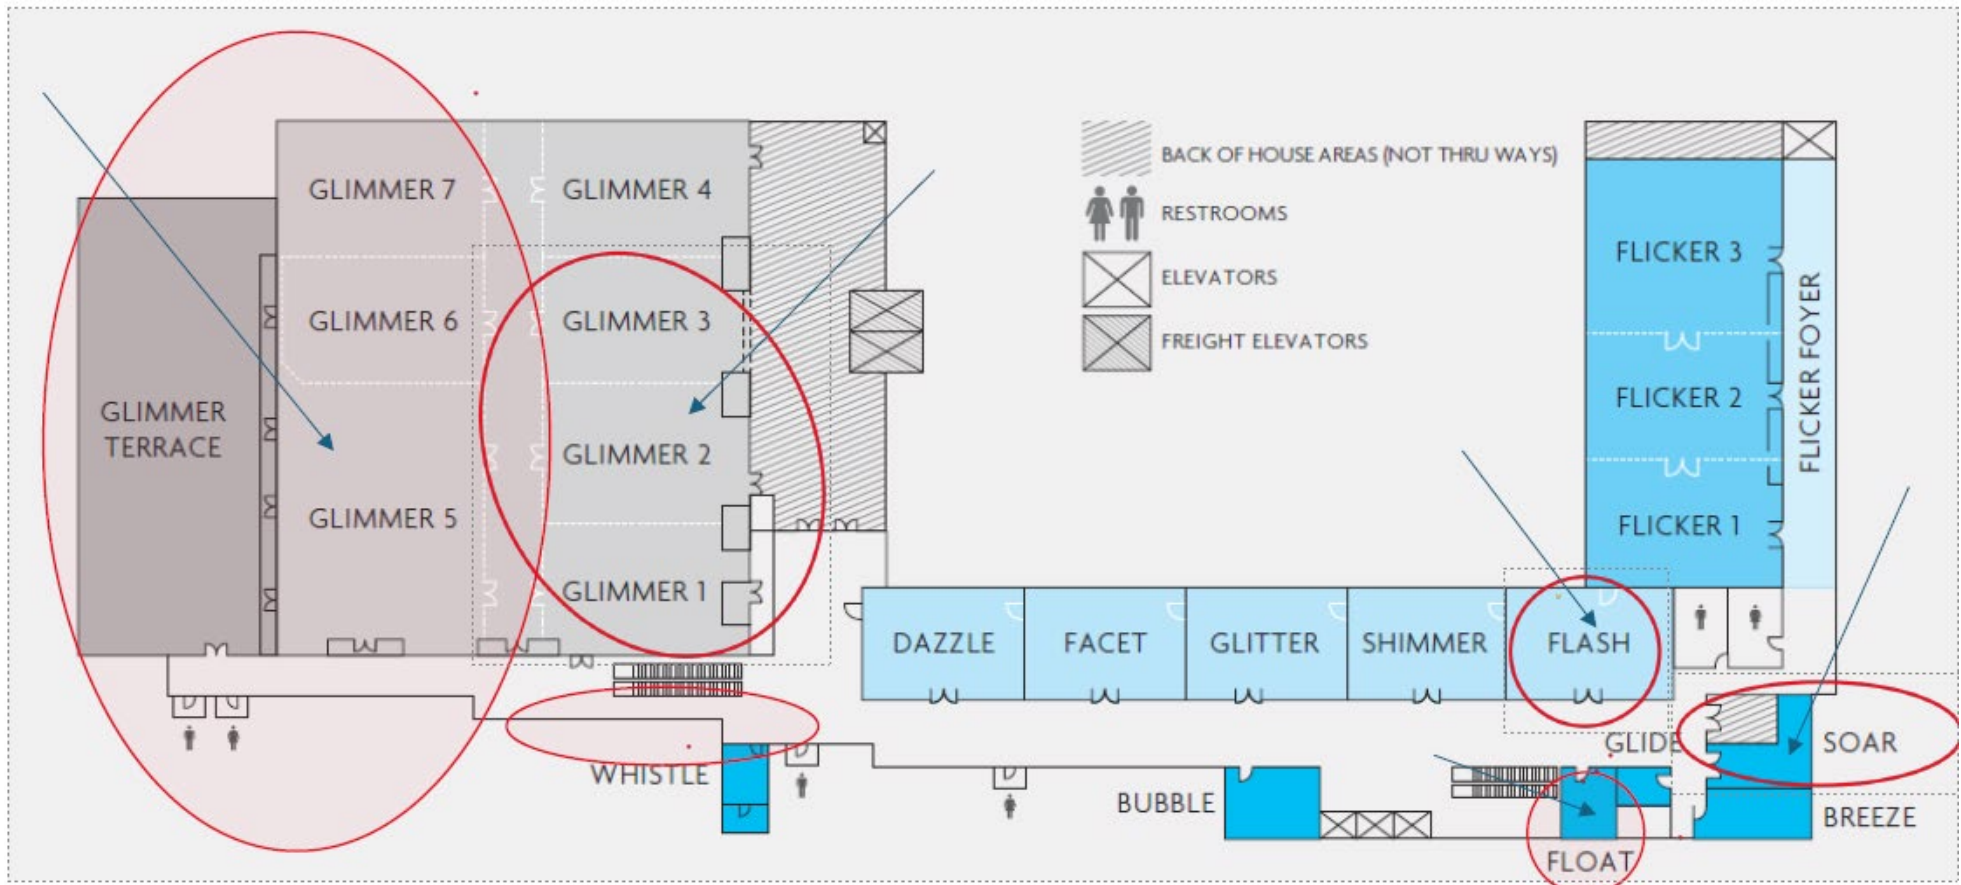 GLIMMER 7
GLIMMER 4
BACK OF HOUSE AREAS (NOT THRU WAYS)
RESTROOMS
ELEVATORS
FREIGHT ELEVATORS
FLICKER 3
FLICKER FOYER
GLIMMER 6
GLIMMER 3
GLIMMER
TERRACE
GLIMMER 2
FLICKER 2
GLIMMER 5
FLICKER 1
GLIMMER 1
DAZZLE
FACET
GLITTER
SHIMMER
FLASH
GLIDE
SOAR
WHISTLE
BUBBLE
BREEZE
FLOAT